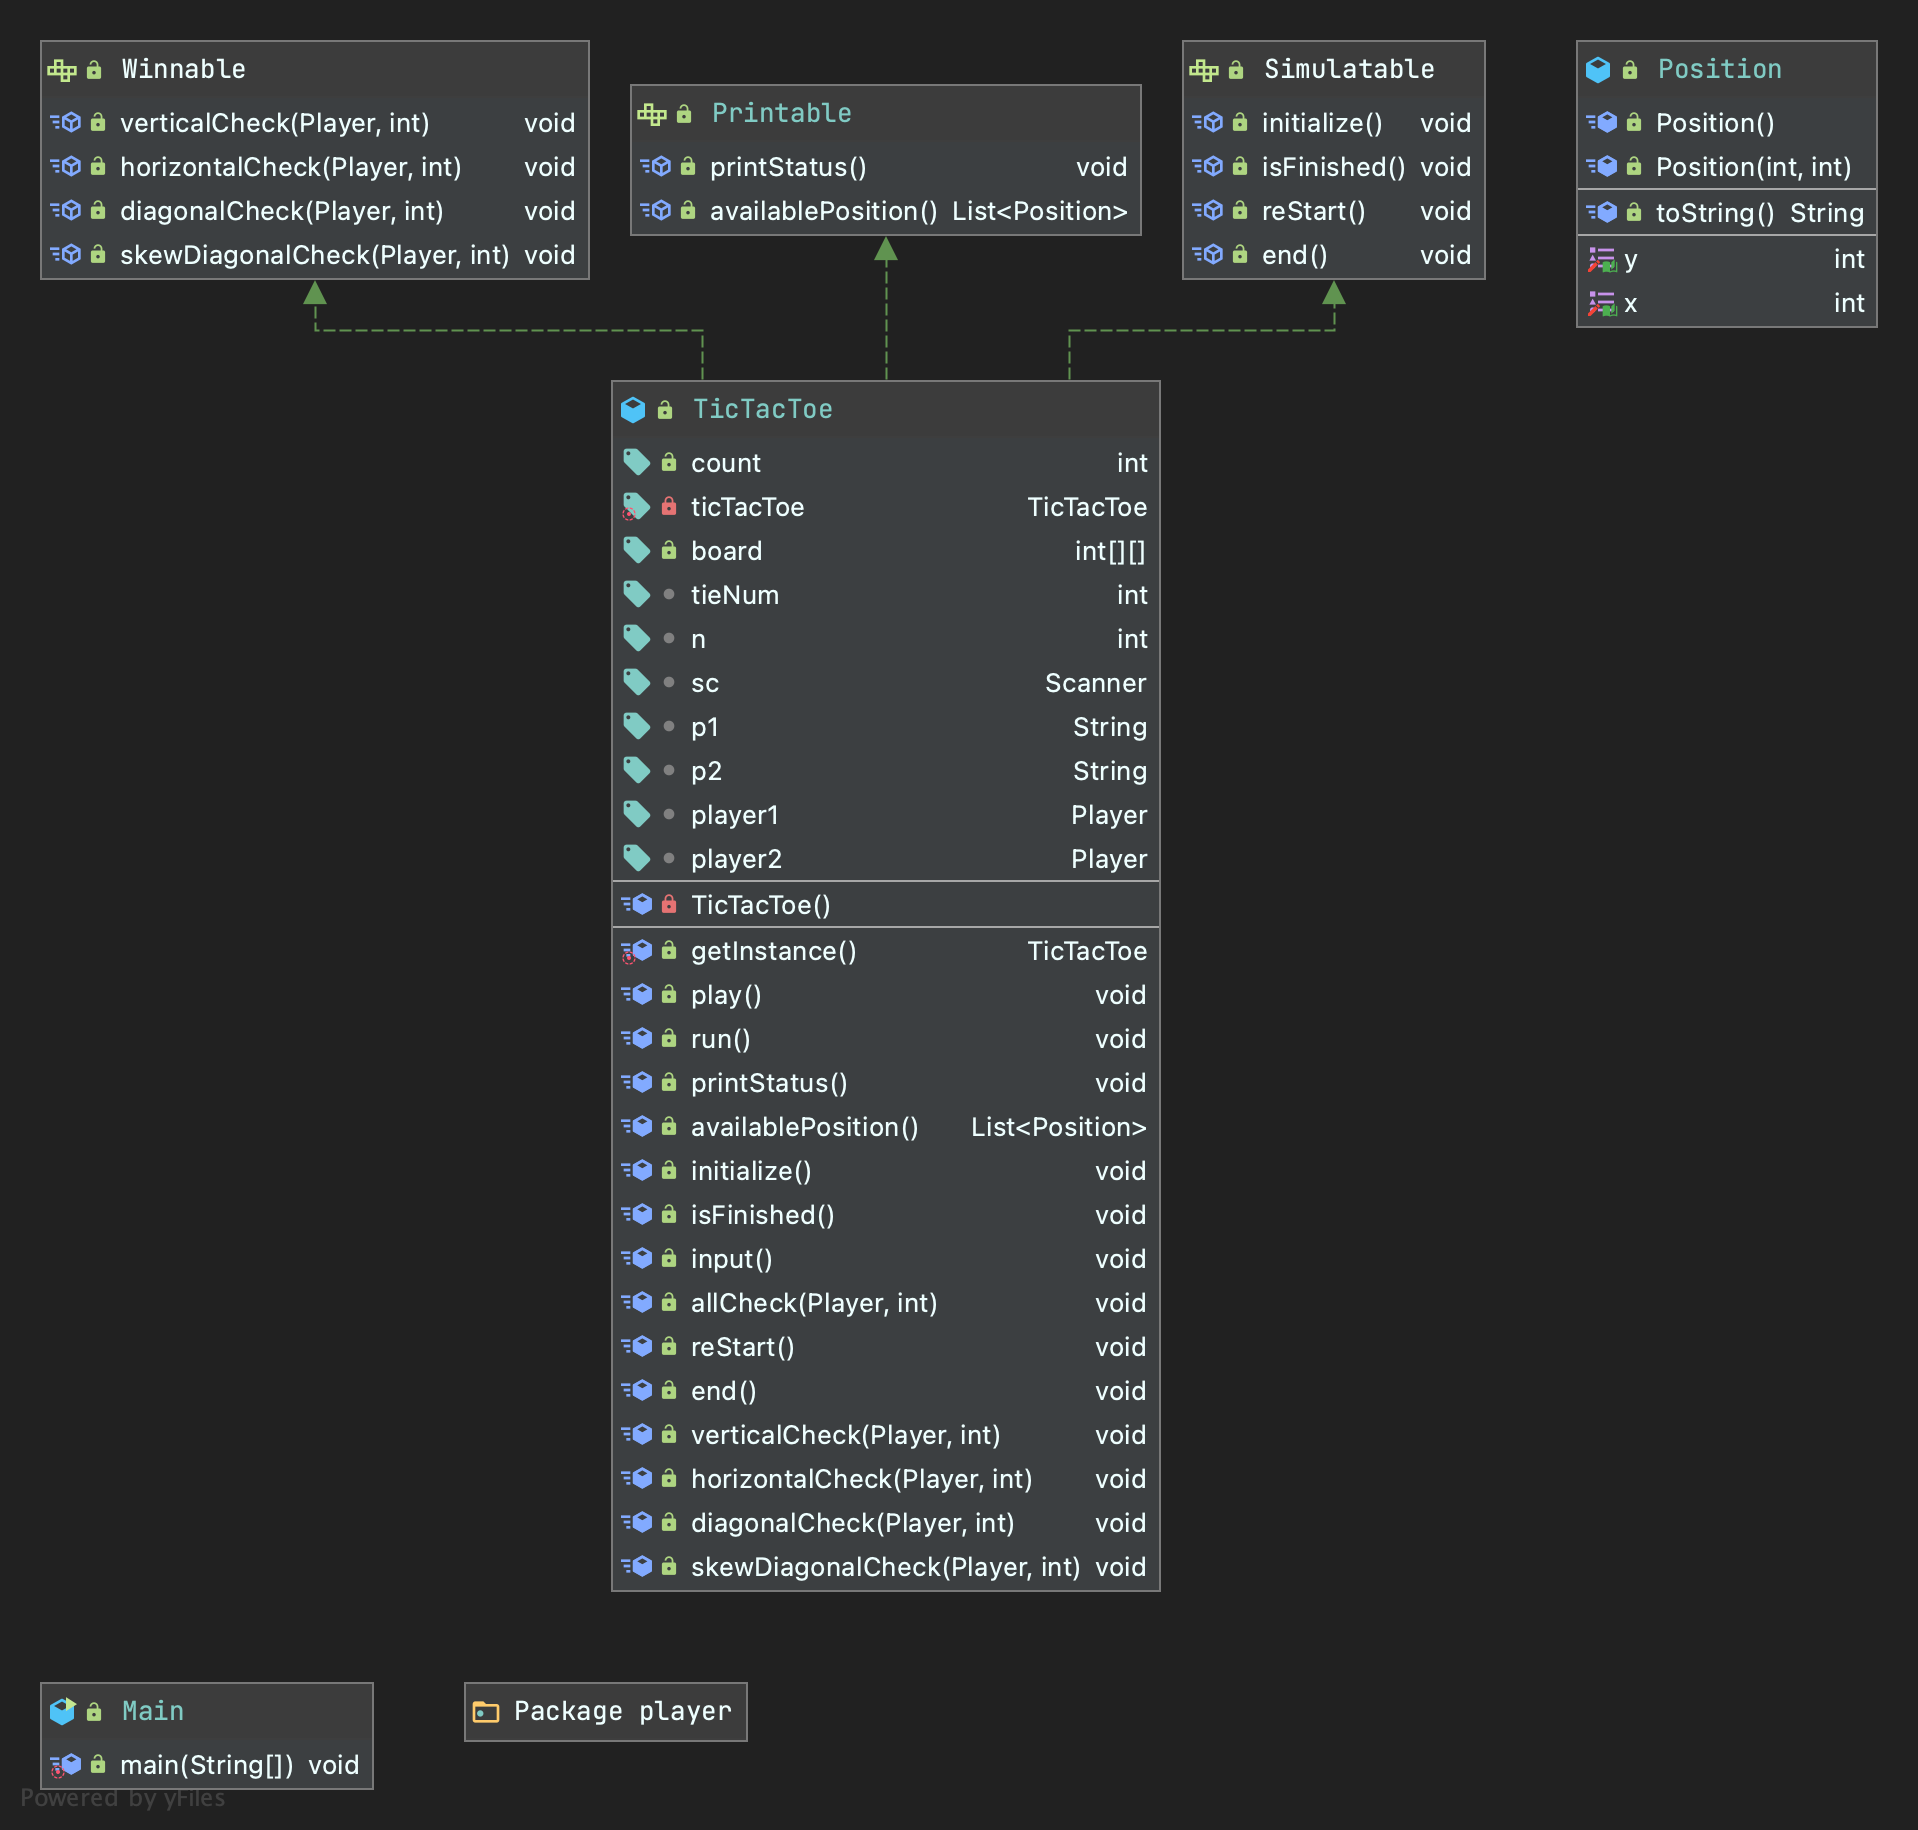 Winnable
verticalCheck(Player, int) void
horizontalCheck(Player, int) void
diagonalCheck(Player, int) void
skewDiagonalCheck(Player, int) void
Printable
printStatus() void
availablePosition() List<Position>
Simulatable
initialize() void
isFinished() void
reStart() void
end() void
Position
Position()
Position(int, int)
toString() String
y int
x int
TicTacToe
count int
ticTacToe TicTacToe
board int[][]
tieNum int
n int
sc Scanner
p1 String
p2 String
player1 Player
player2 Player
TicTacToe()
getInstance() TicTacToe
play() void
run() void
printStatus() void
availablePosition() List<Position>
initialize() void
isFinished() void
input() void
allCheck(Player, int) void
reStart() void
end() void
verticalCheck(Player, int) void
horizontalCheck(Player, int) void
diagonalCheck(Player, int) void
skewDiagonalCheck(Player, int) void
Main
main(String[]) void
Package player
Powered by yFiles